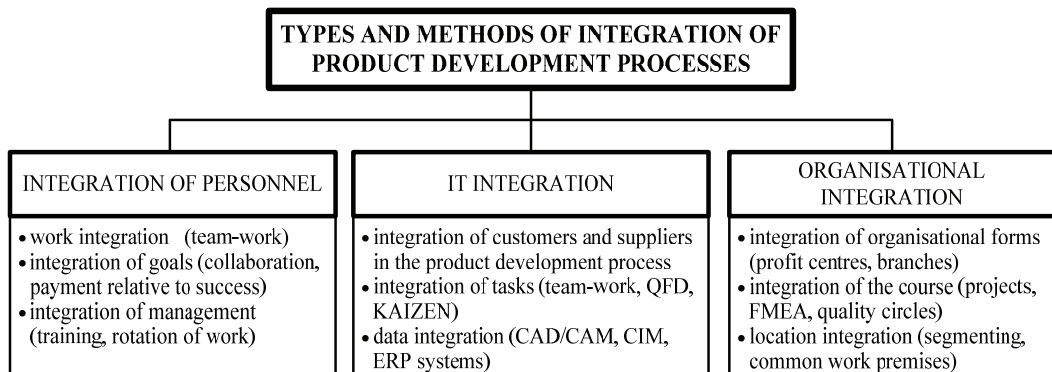 TYPES AND METHODS OF INTEGRATION OF
PRODUCT DEVELOPMENT PROCESSES
INTEGRATION OF PERSONNEL
• work integration (team-work)
• integration of goals (collaboration,
payment relative to success)
• integration of management
(training, rotation of work)
IT INTEGRATION
• integration of customers and suppliers
in the product development process
• integration of tasks (team-work, QFD,
KAIZEN)
• data integration (CAD/CAM, CIM,
ERP systems)
ORGANISATIONAL
INTEGRATION
• integration of organisational forms
(profit centres, branches)
• integration of the course (projects,
FMEA, quality circles)
• location integration (segmenting,
common work premises)